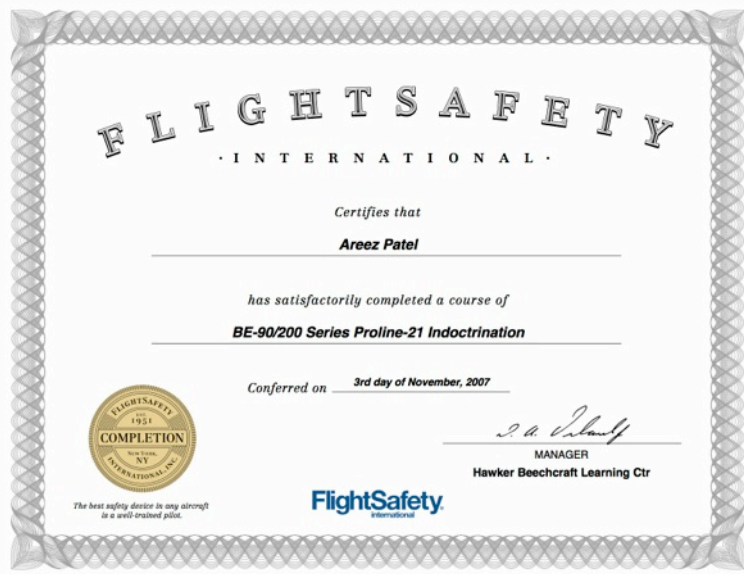 FLIGHTSAFETY
· INTERNATIONAL ·
Certifies that
Areez Patel
has satisfactorily completed a course of
BE-90/200 Series Proline-21 Indoctrination
Conferred on 3rd day of November, 2007
FLIGHTSAFETY
EST.
1951
COMPLETION
NEW YORK,
NY
INTERNATIONAL, INC.
MANAGER
Hawker Beechcraft Learning Ctr
The best safety device in any aircraft
is a well-trained pilot.
FlightSafety
international